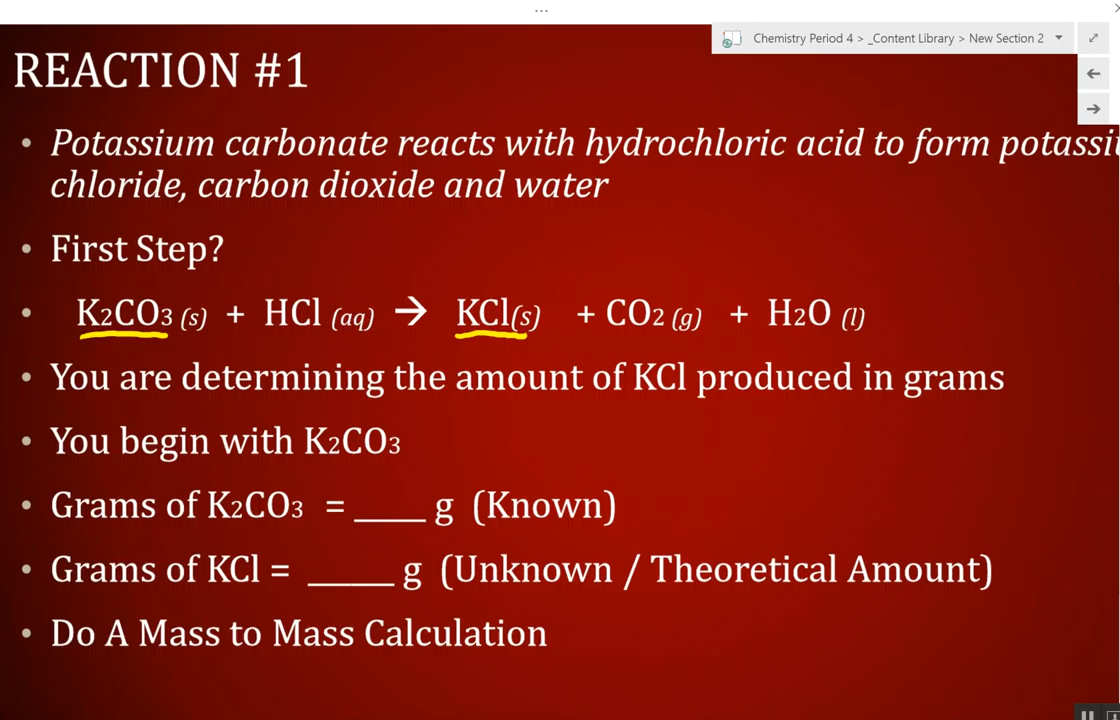 ...
Chemistry Period 4 > _Content Library > New Section 2
REACTION #1
• Potassium carbonate reacts with hydrochloric acid to form potassiu
chloride, carbon dioxide and water
• First Step?
• K2CO3 (s) + HCl (aq) → KCl(s) + CO2 (g) + H2O (l)
• You are determining the amount of KCl produced in grams
• You begin with K2CO3
• Grams of K2CO3 = ____ g (Known)
• Grams of KCl = _____ g (Unknown / Theoretical Amount)
• Do A Mass to Mass Calculation